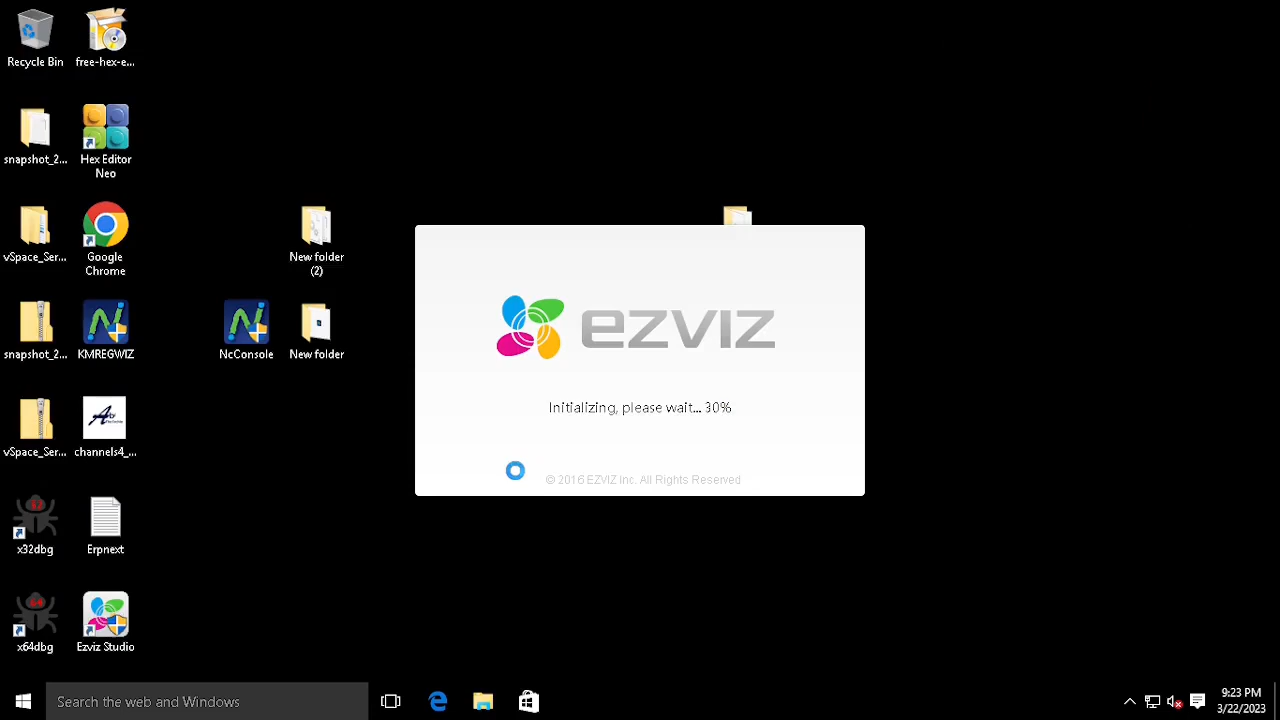 Recycle Bin
free-hex-e...
snapshot_2...
Hex Editor
Neo
vSpace_Ser...
Google
Chrome
New folder
(2)
snapshot_2...
KMREGWIZ
NcConsole
New folder
vSpace_Ser...
channels4_...
x32dbg
Erpnext
x64dbg
Ezviz Studio
ezviz
Initializing, please wait... 30%
© 2016 EZVIZ Inc. All Rights Reserved
Search the web and Windows
9:23 PM
3/22/2023